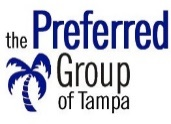 the Preferred
Group
of Tampa